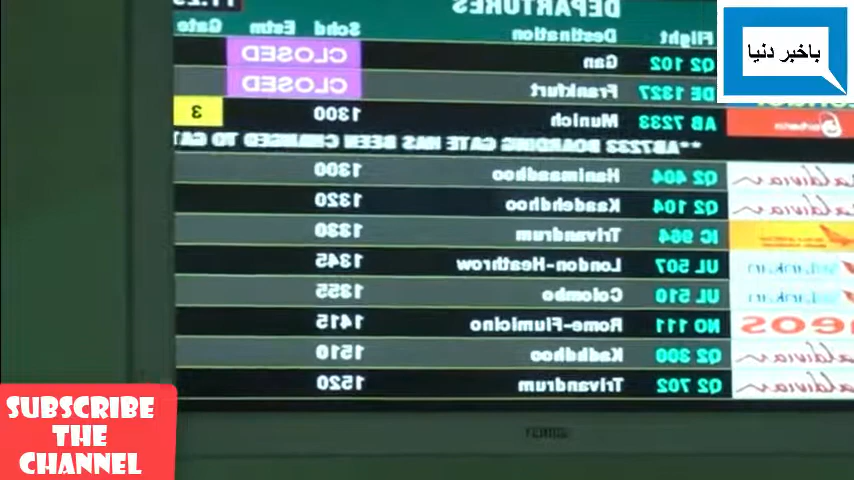 DEPARTURES
Flight Destination Schd Estm Gate
Q2 102 Gan CLOSED
DE 1327 Frankfurt CLOSED
AB 7233 Munich 1300 3
**AB7233 BOARDING GATE HAS BEEN CHANGED TO GAT
Q2 404 Hanimaadhoo 1300
Q2 104 Kaadehdhoo 1320
IC 964 Trivandrum 1330
UL 507 London-Heathrow 1345
UL 510 Colombo 1355
NO 111 Rome-Fiumicino 1415
neos
Q2 300 Kadhdhoo 1510
Q2 702 Trivandrum 1520
باخبر دنیا
SUBSCRIBE
THE
CHANNEL